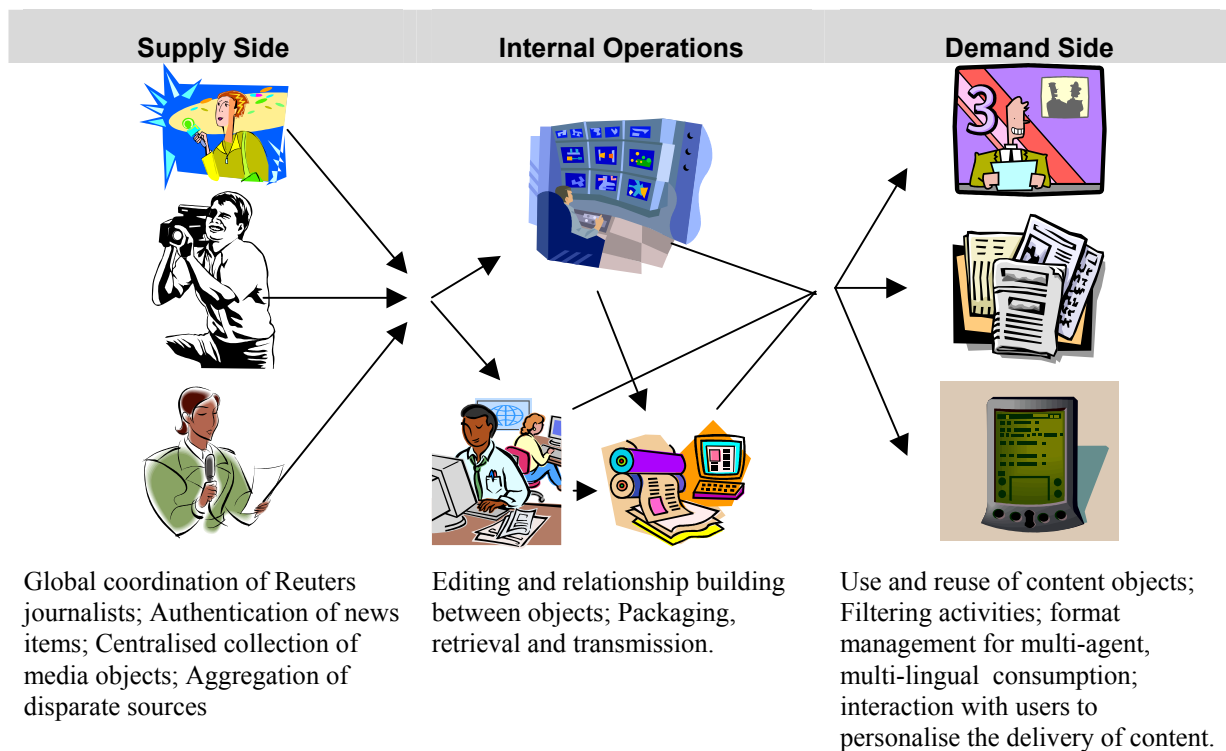 Supply Side
Internal Operations
Demand Side
3
Global coordination of Reuters
journalists; Authentication of news
items; Centralised collection of
media objects; Aggregation of
disparate sources
Editing and relationship building
between objects; Packaging,
retrieval and transmission.
Use and reuse of content objects;
Filtering activities; format
management for multi-agent,
multi-lingual consumption;
interaction with users to
personalise the delivery of content.